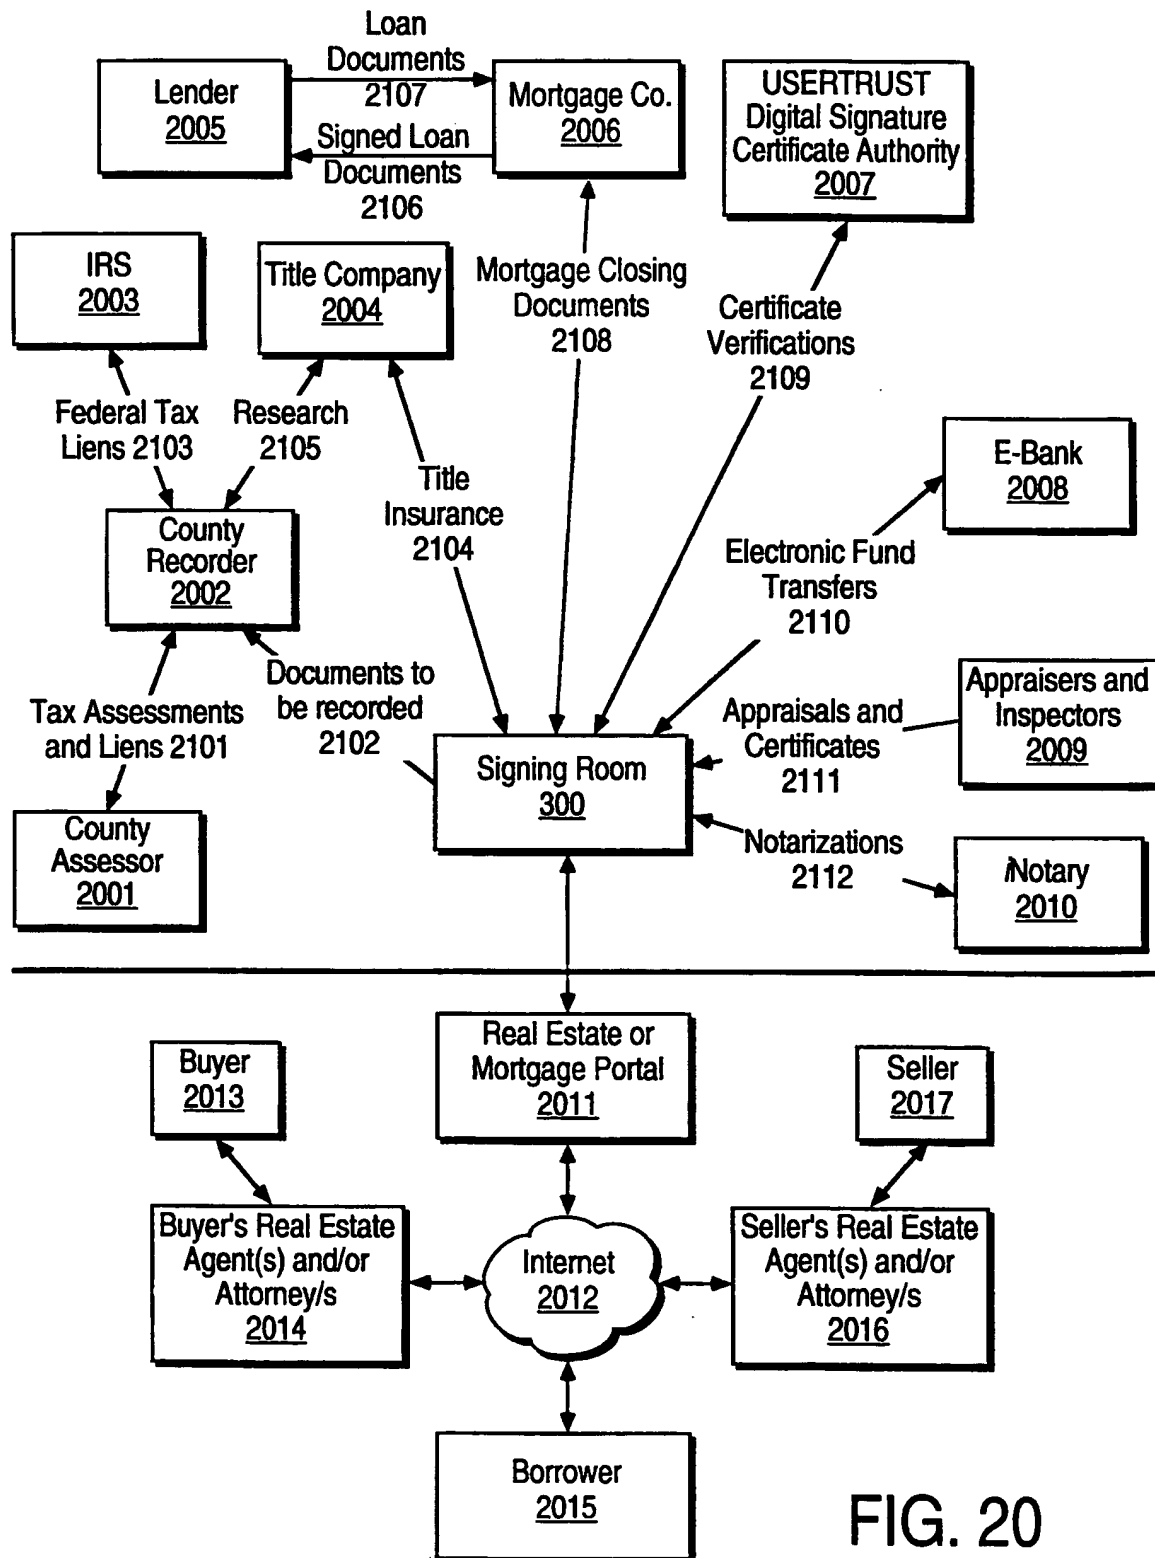 Loan
Documents
2107
Lender
2005
Mortgage Co.
2006
Signed Loan
Documents
2106
USERTRUST
Digital Signature
Certificate Authority
2007
IRS
2003
Title Company
2004
Mortgage Closing
Documents
2108
Certificate
Verifications
2109
Federal Tax
Liens 2103
Research
2105
Title
Insurance
2104
E-Bank
2008
County
Recorder
2002
Electronic Fund
Transfers
2110
Documents to
be recorded
2102
Tax Assessments
and Liens 2101
Signing Room
300
Appraisals and
Certificates
2111
Appraisers and
Inspectors
2009
County
Assessor
2001
Notarizations
2112
iNotary
2010
Real Estate or
Mortgage Portal
2011
Buyer
2013
Seller
2017
Buyer's Real Estate
Agent(s) and/or
Attorney/s
2014
Internet
2012
Seller's Real Estate
Agent(s) and/or
Attorney/s
2016
Borrower
2015
FIG. 20